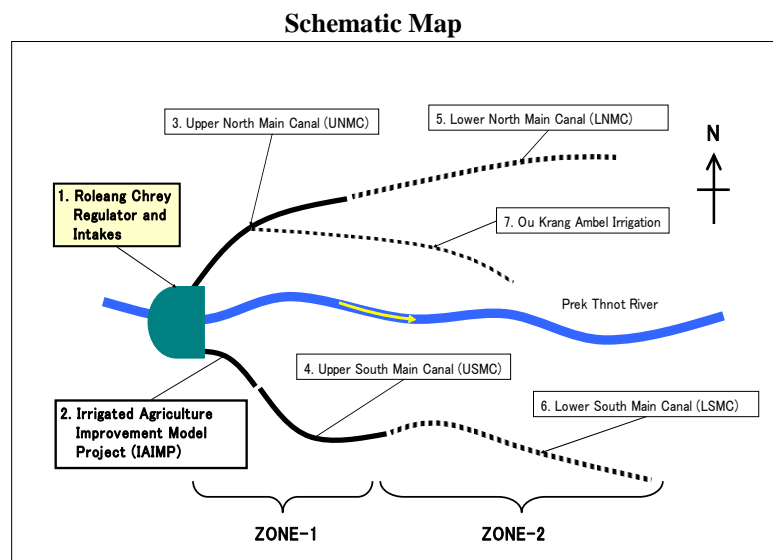 Schematic Map
3. Upper North Main Canal (UNMC)
5. Lower North Main Canal (LNMC)
N
1. Roleang Chrey
Regulator and
Intakes
7. Ou Krang Ambel Irrigation
Prek Thnot River
4. Upper South Main Canal (USMC)
2. Irrigated Agriculture
Improvement Model
Project (IAIMP)
6. Lower South Main Canal (LSMC)
ZONE-1
ZONE-2